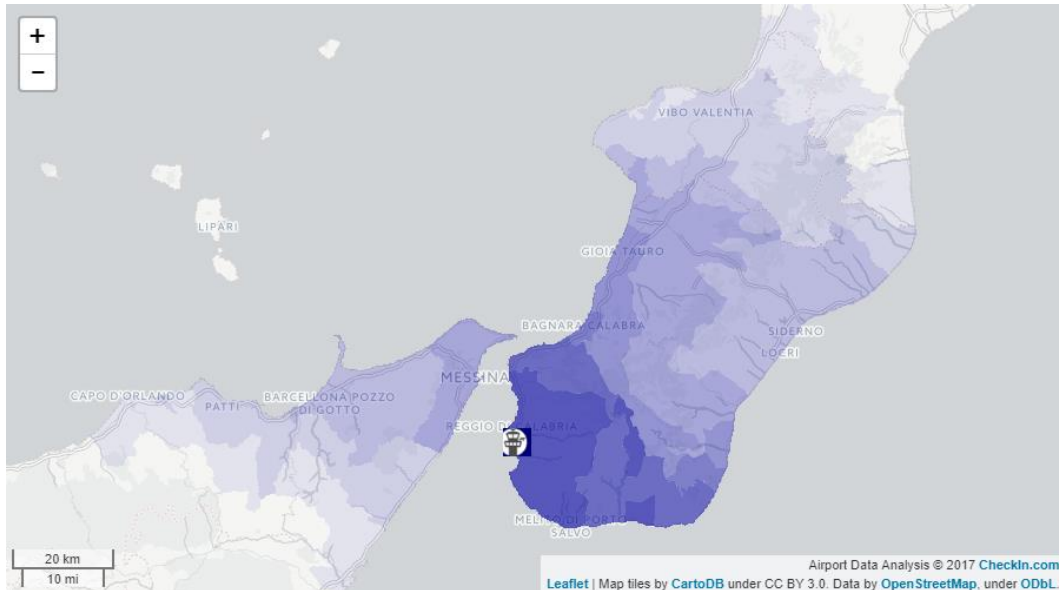 +
−
VIBO VALENTIA
LIPARI
GIOIA TAURO
BAGNARA CALABRA
SIDERNO
LOCRI
MESSINA
CAPO D'ORLANDO
PATTI
BARCELLONA POZZO
DI GOTTO
REGGIO DI CALABRIA
MELITO DI PORTO
SALVO
20 km
10 mi
Airport Data Analysis © 2017 CheckIn.com
Leaflet | Map tiles by CartoDB under CC BY 3.0. Data by OpenStreetMap, under ODbL.